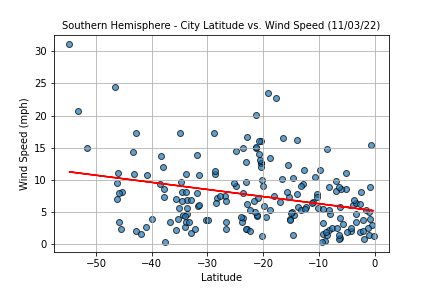 Southern Hemisphere - City Latitude vs. Wind Speed (11/03/22)
30
25
20
15
10
5
0
Wind Speed (mph)
−50 −40 −30 −20 −10 0
Latitude